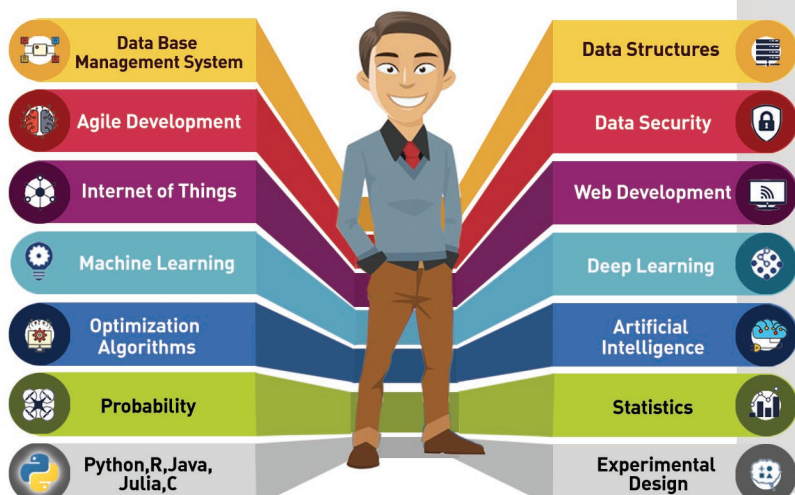 Data Base
Management System
Agile Development
Internet of Things
Machine Learning
Optimization
Algorithms
Probability
Python,R,Java,
Julia,C
Data Structures
Data Security
Web Development
Deep Learning
Artificial
Intelligence
Statistics
Experimental
Design